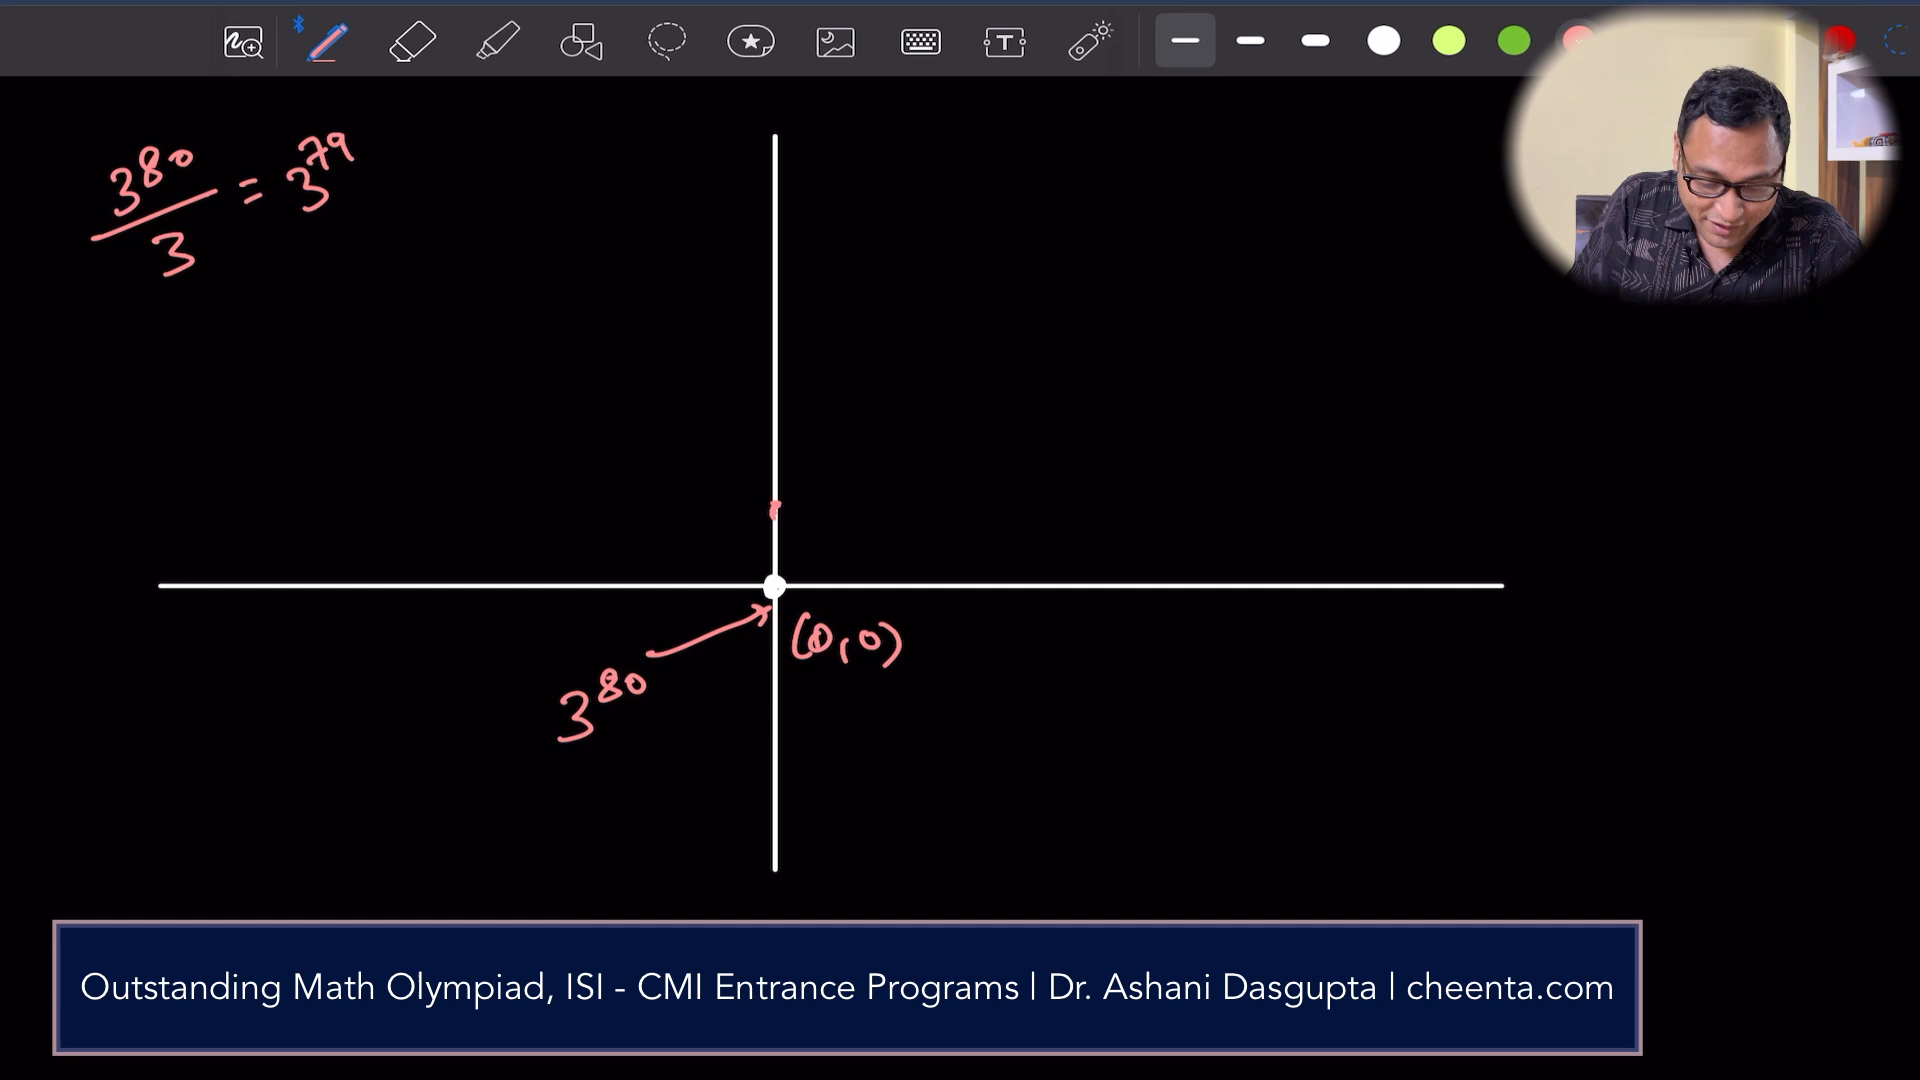 3^80 / 3 = 3^79
(0,0)
3^80
Outstanding Math Olympiad, ISI - CMI Entrance Programs | Dr. Ashani Dasgupta | cheenta.com